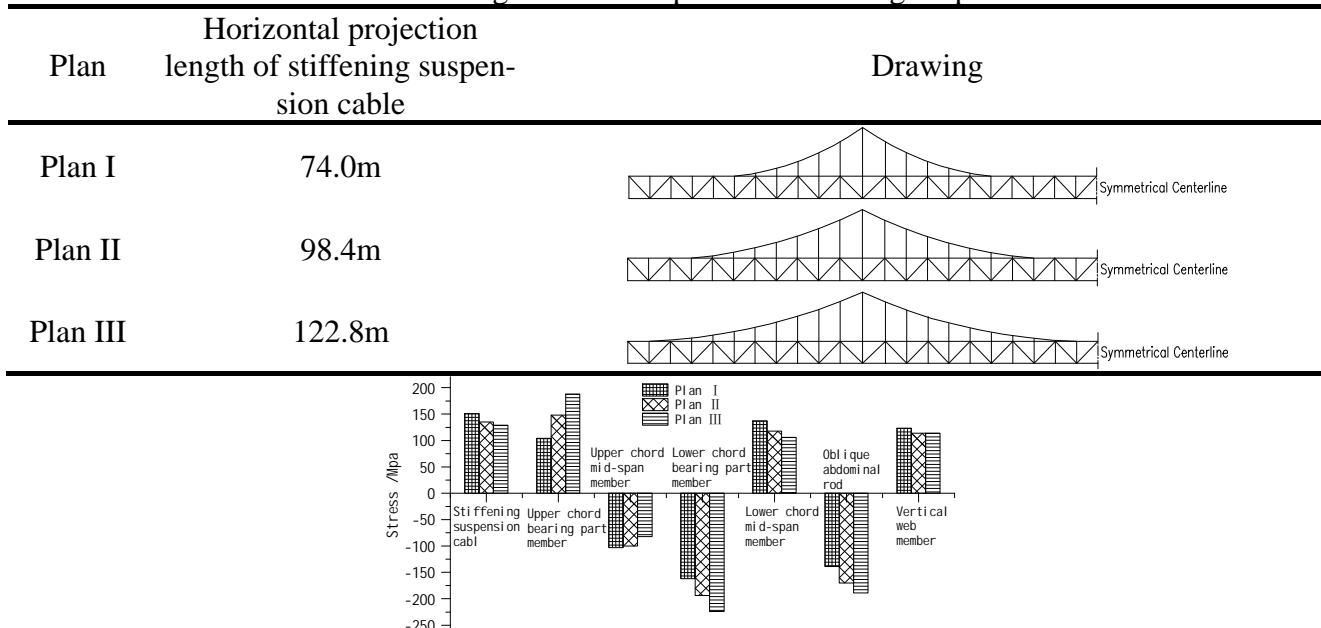 Plan
Horizontal projection
length of stiffening suspen-
sion cable
Drawing
Plan I
74.0m
Symmetrical Centerline
Plan II
98.4m
Symmetrical Centerline
Plan III
122.8m
Symmetrical Centerline
200
150
100
50
0
-50
-100
-150
-200
-250
Stress /Mpa
Plan I
Plan II
Plan III
Upper chord
mid-span
member
Lower chord
bearing part
member
Oblique
abdominal
rod
Stiffening
suspension
cabl
Upper chord
bearing part
member
Lower chord
mid-span
member
Vertical
web
member